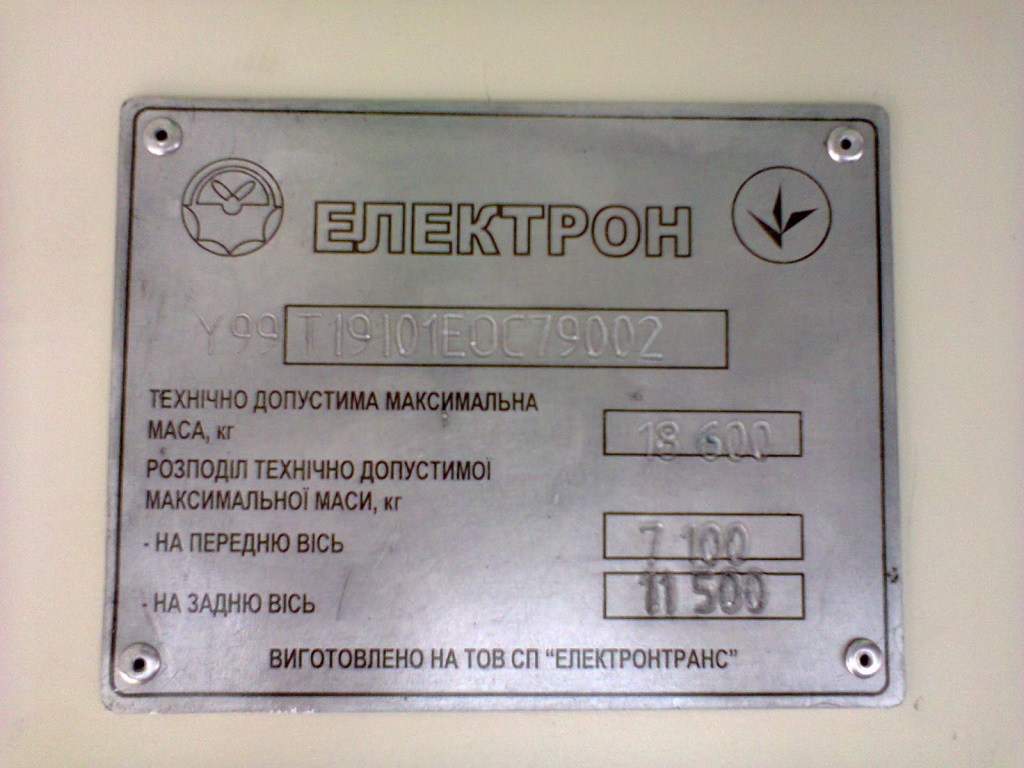 ЕЛЕКТРОН
Y99T19101E0C79002
ТЕХНІЧНО ДОПУСТИМА МАКСИМАЛЬНА
МАСА, кг 18 600
РОЗПОДІЛ ТЕХНІЧНО ДОПУСТИМОЇ
МАКСИМАЛЬНОЇ МАСИ, кг
- НА ПЕРЕДНЮ ВІСЬ 7 100
- НА ЗАДНЮ ВІСЬ 11 500
ВИГОТОВЛЕНО НА ТОВ СП "ЕЛЕКТРОНТРАНС"